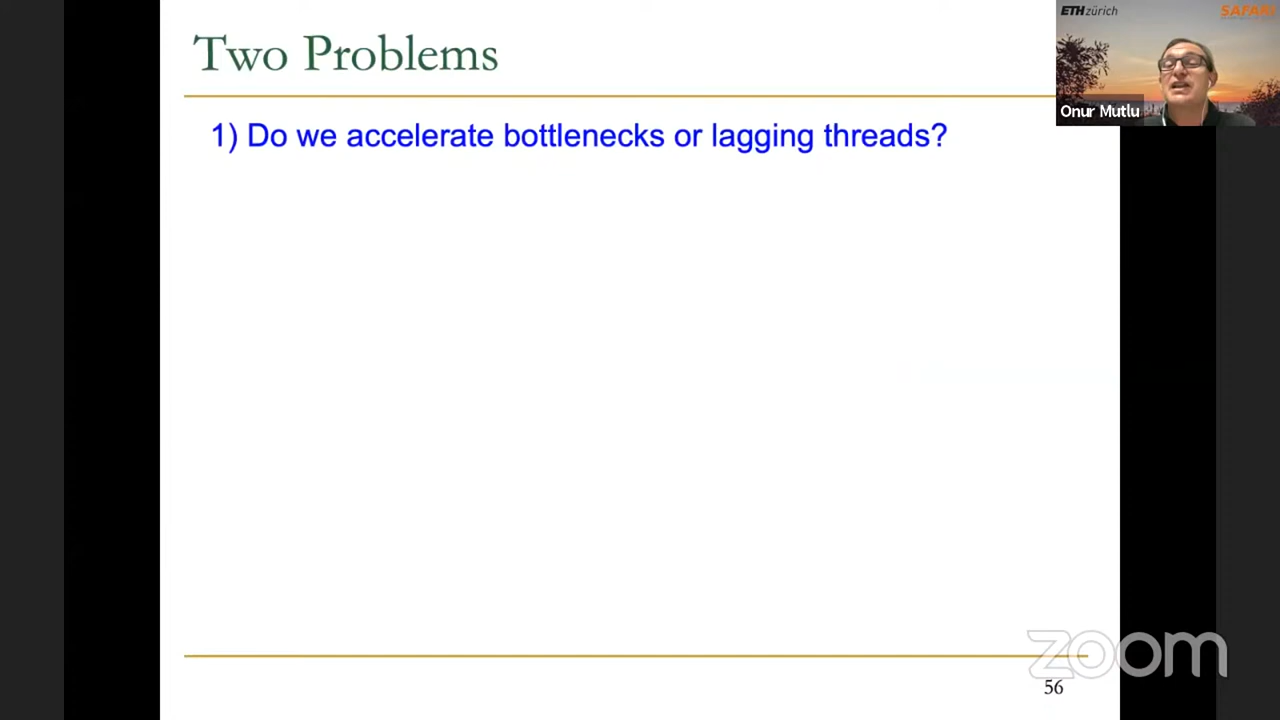 Two Problems
ETH zürich
SAFARI
Onur Mutlu
1) Do we accelerate bottlenecks or lagging threads?
zoom
56